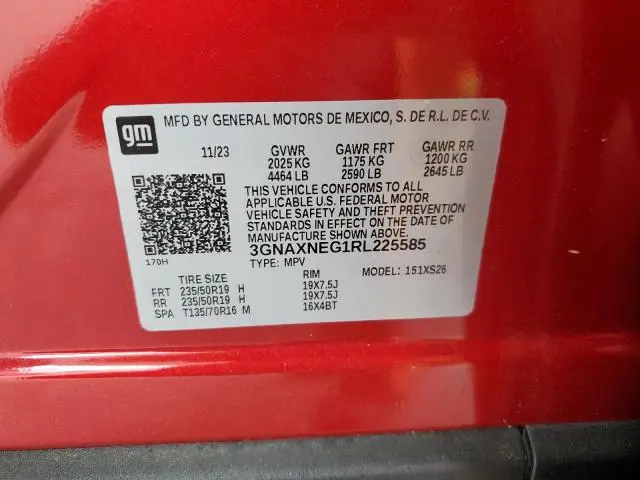 gm
MFD BY GENERAL MOTORS DE MEXICO, S. DE R.L. DE C.V.
11/23 GVWR GAWR FRT GAWR RR
2025 KG 1175 KG 1200 KG
4464 LB 2590 LB 2645 LB
THIS VEHICLE CONFORMS TO ALL
APPLICABLE U.S. FEDERAL MOTOR
VEHICLE SAFETY AND THEFT PREVENTION
STANDARDS IN EFFECT ON THE DATE OF
MANUFACTURE SHOWN ABOVE.
3GNAXNEG1RL225585
170H TYPE: MPV MODEL: 151XS26
TIRE SIZE RIM
FRT 235/50R19 H 19X7.5J
RR 235/50R19 H 19X7.5J
SPA T135/70R16 M 16X4BT